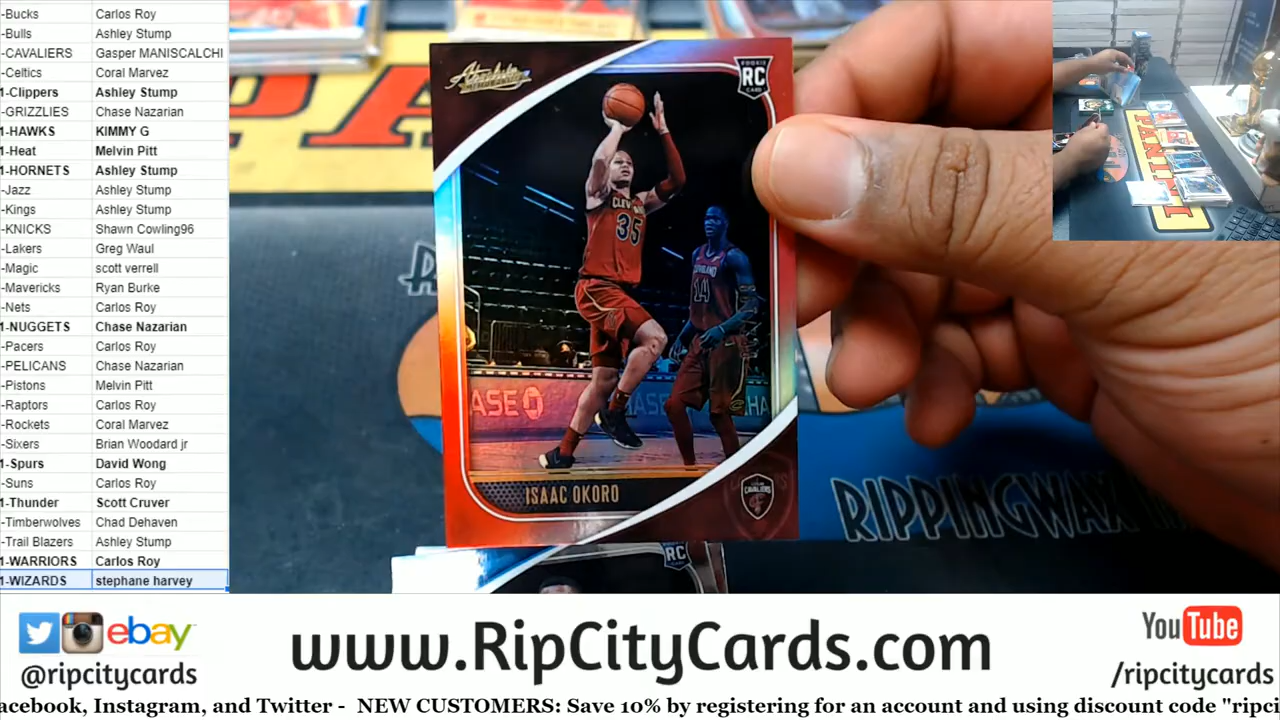 -Bucks Carlos Roy
-Bulls Ashley Stump
-CAVALIERS Gasper MANISCALCHI
-Celtics Coral Marvez
1-Clippers Ashley Stump
-GRIZZLIES Chase Nazarian
1-HAWKS KIMMY G
1-Heat Melvin Pitt
1-HORNETS Ashley Stump
-Jazz Ashley Stump
-Kings Ashley Stump
-KNICKS Shawn Cowling96
-Lakers Greg Waul
-Magic scott verrell
-Mavericks Ryan Burke
-Nets Carlos Roy
1-NUGGETS Chase Nazarian
-Pacers Carlos Roy
-PELICANS Chase Nazarian
-Pistons Melvin Pitt
-Raptors Carlos Roy
-Rockets Coral Marvez
-Sixers Brian Woodard jr
1-Spurs David Wong
-Suns Carlos Roy
1-Thunder Scott Cruver
-Timberwolves Chad Dehaven
-Trail Blazers Ashley Stump
1-WARRIORS Carlos Roy
1-WIZARDS stephane harvey
Absolute
ROOKIE
RC
CARD
CLEVELAND
35
CLEVELAND
14
ASE
HASE
HA
ISAAC OKORO
CAVALIERS
C
RC
PANINI
RIPPINGWAX
ebay
@ripcitycards
www.RipCityCards.com
YouTube
/ripcitycards
acebook, Instagram, and Twitter - NEW CUSTOMERS: Save 10% by registering for an account and using discount code "ripci